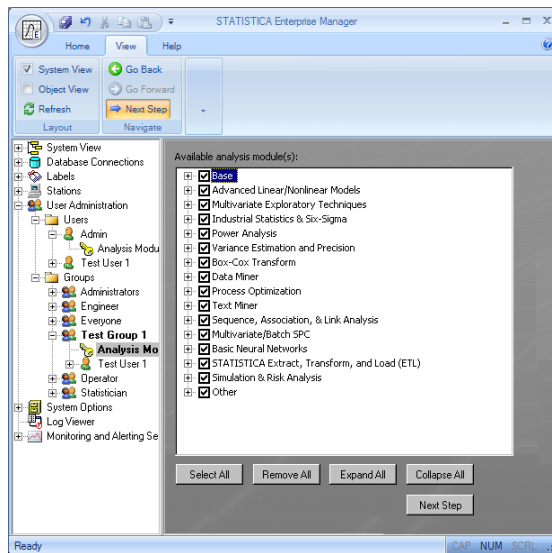 STATISTICA Enterprise Manager
Home View Help
System View
Object View
Refresh
Layout
Go Back
Go Forward
Next Step
Navigate
System View
Database Connections
Labels
Stations
User Administration
Users
Admin
Analysis Modu
Test User 1
Groups
Administrators
Engineer
Everyone
Test Group 1
Analysis Mo
Test User 1
Operator
Statistician
System Options
Log Viewer
Monitoring and Alerting Se
Available analysis module(s):
Base
Advanced Linear/Nonlinear Models
Multivariate Exploratory Techniques
Industrial Statistics & Six-Sigma
Power Analysis
Variance Estimation and Precision
Box-Cox Transform
Data Miner
Process Optimization
Text Miner
Sequence, Association, & Link Analysis
Multivariate/Batch SPC
Basic Neural Networks
STATISTICA Extract, Transform, and Load (ETL)
Simulation & Risk Analysis
Other
Select All Remove All Expand All Collapse All
Next Step
Ready CAP NUM SCRL